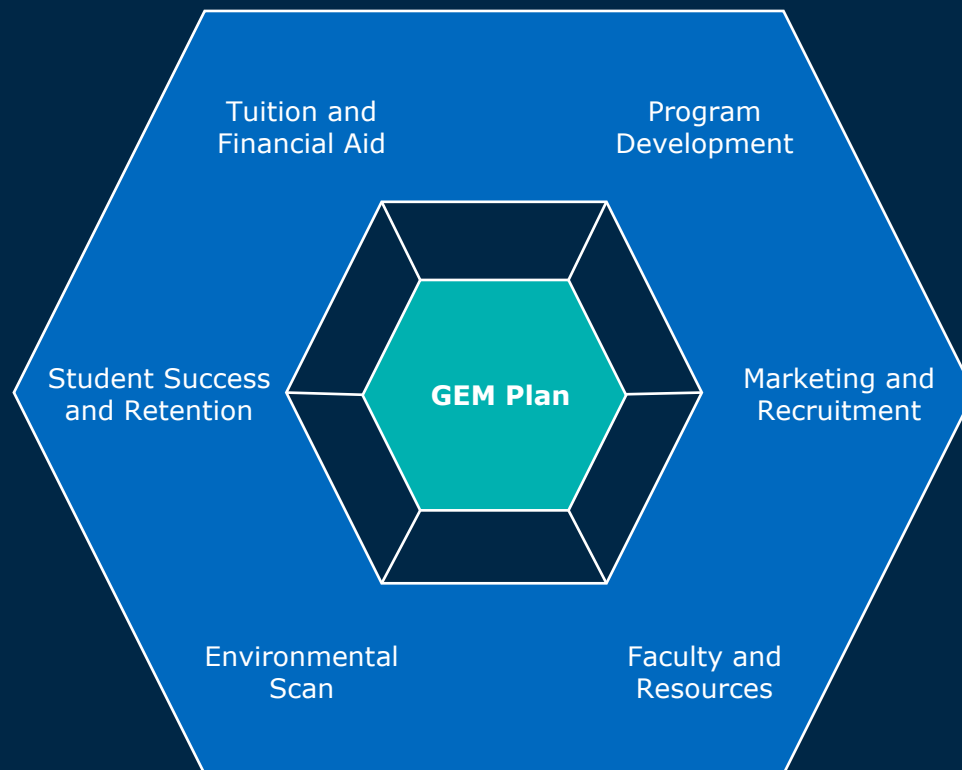 Tuition and
Financial Aid
Program
Development
Student Success
and Retention
GEM Plan
Marketing and
Recruitment
Environmental
Scan
Faculty and
Resources